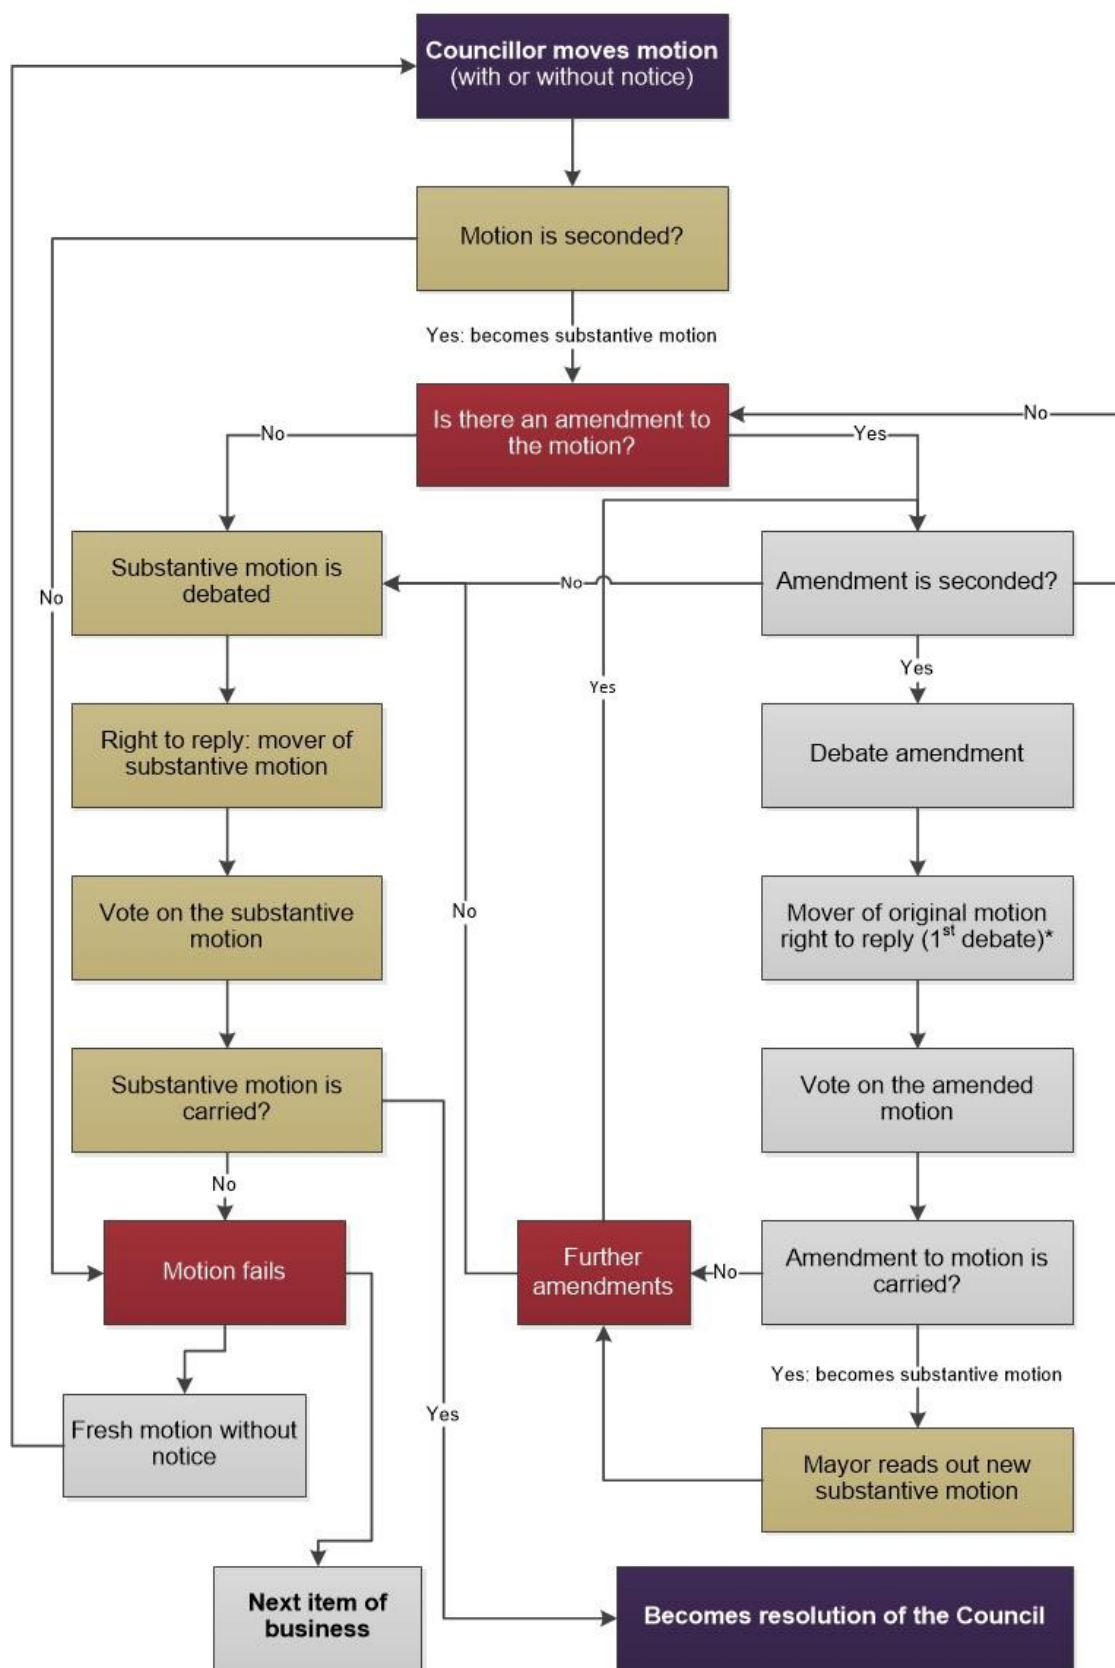 Councillor moves motion
(with or without notice)
Motion is seconded?
Yes: becomes substantive motion
Is there an amendment to
the motion?
No
Yes
No
Substantive motion is
debated
No
Amendment is seconded?
No
Yes
Yes
Right to reply: mover of
substantive motion
Debate amendment
Vote on the substantive
motion
No
Mover of original motion
right to reply (1st debate)*
Substantive motion is
carried?
Vote on the amended
motion
No
Motion fails
Further
amendments
No
Amendment to motion is
carried?
Yes: becomes substantive motion
Fresh motion without
notice
Yes
Mayor reads out new
substantive motion
Next item of
business
Becomes resolution of the Council